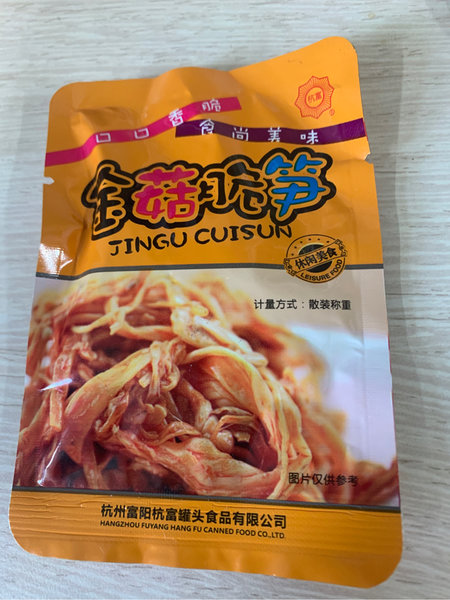 杭富
口口香脆
食尚美味
金菇脆笋
JINGU CUISUN
休闲美食
LEISURE FOOD
计量方式：散装称重
图片仅供参考
杭州富阳杭富罐头食品有限公司
HANGZHOU FUYANG HANG FU CANNED FOOD CO.,LTD.